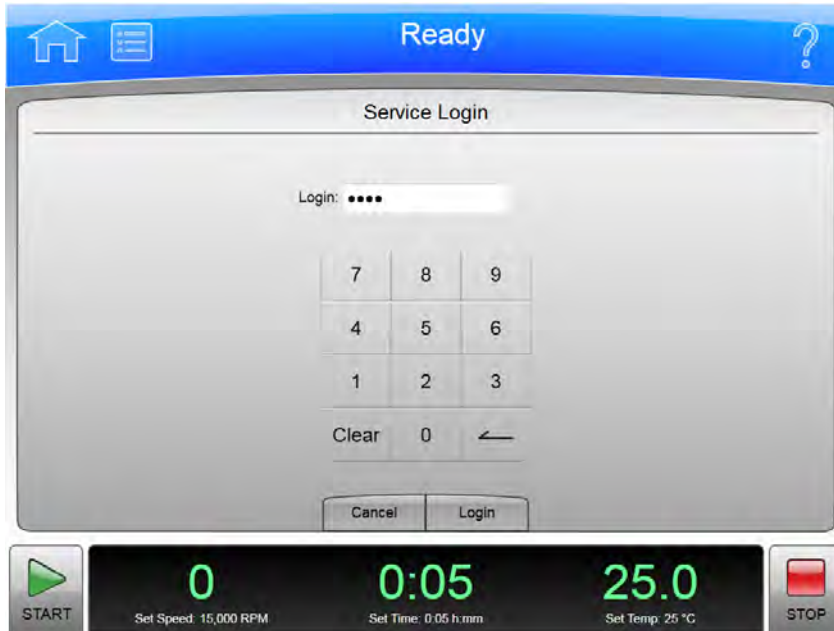 Ready
Service Login
Login: ••••
7 8 9
4 5 6
1 2 3
Clear 0
Cancel Login
START
0 0:05 25.0
Set Speed: 15,000 RPM Set Time: 0:05 h:mm Set Temp: 25 °C
STOP